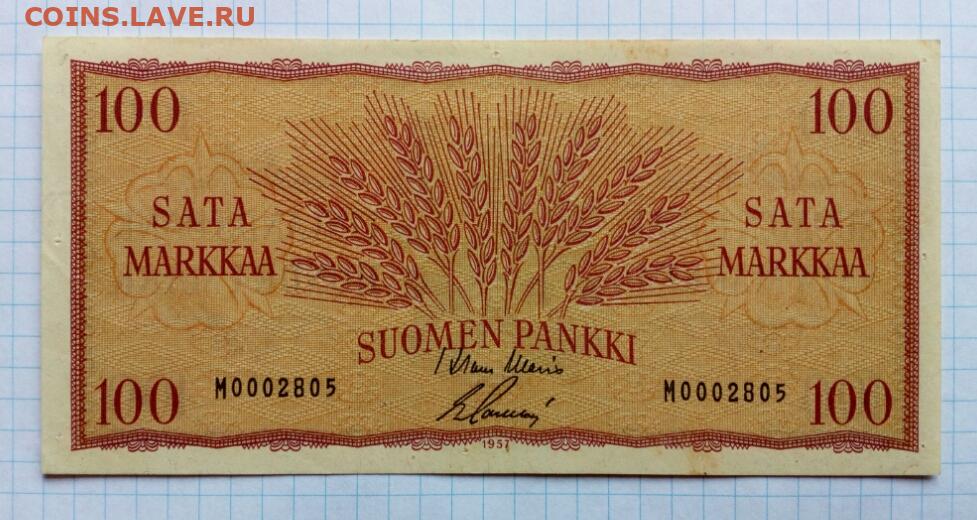 COINS.LAVE.RU
100 100
SATA MARKKAA
SATA MARKKAA
SUOMEN PANKKI
M0002805 M0002805
100 100
1957